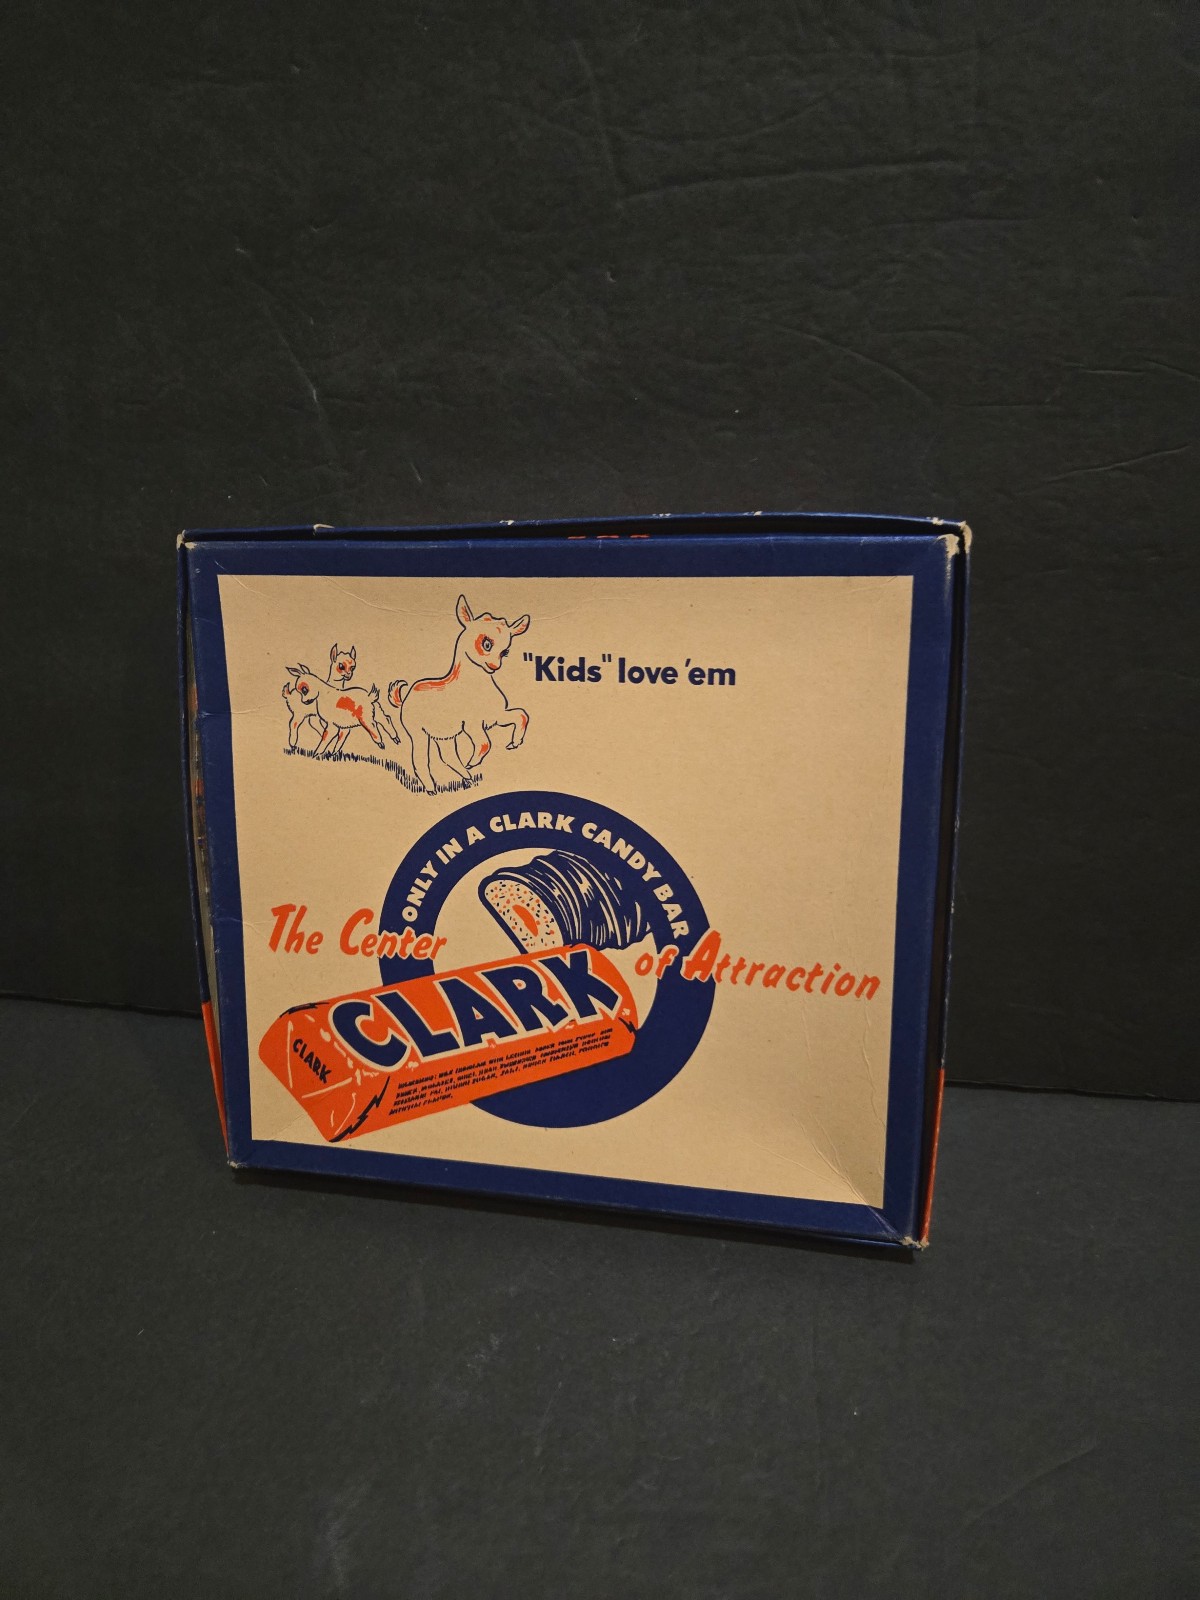 "Kids" love 'em
ONLY IN A CLARK CANDY BAR
The Center
of Attraction
CLARK
CLARK